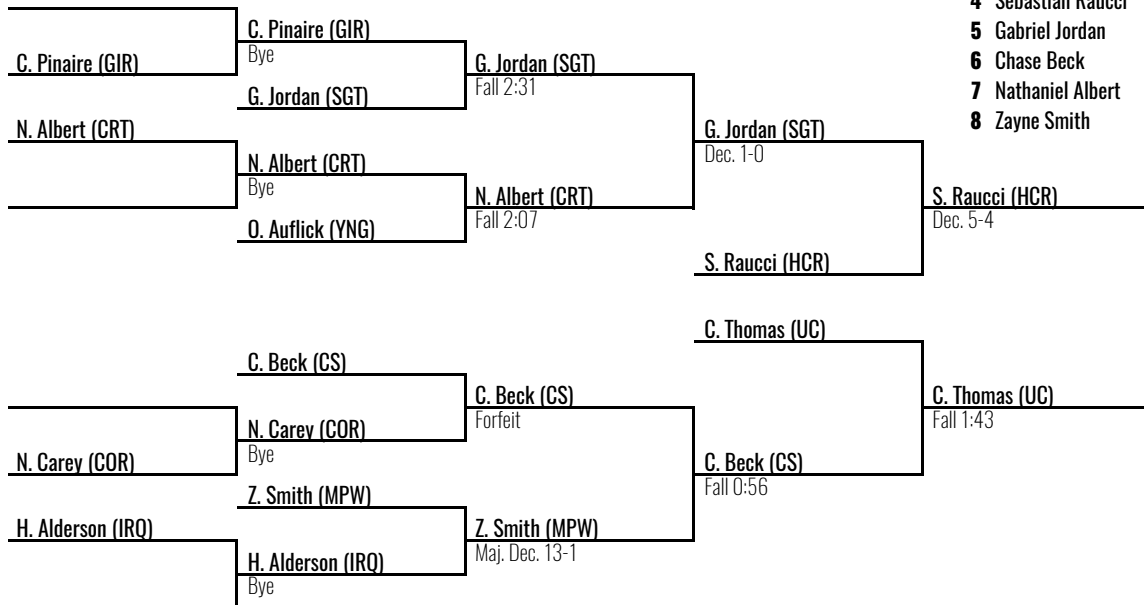 4 Sebastian Raucci
5 Gabriel Jordan
6 Chase Beck
7 Nathaniel Albert
8 Zayne Smith
C. Pinaire (GIR)
C. Pinaire (GIR)
Bye
G. Jordan (SGT)
G. Jordan (SGT)
Fall 2:31
N. Albert (CRT)
N. Albert (CRT)
Bye
O. Auflick (YNG)
N. Albert (CRT)
Fall 2:07
G. Jordan (SGT)
Dec. 1-0
S. Raucci (HCR)
S. Raucci (HCR)
Dec. 5-4
C. Thomas (UC)
C. Beck (CS)
C. Beck (CS)
Forfeit
N. Carey (COR)
N. Carey (COR)
Bye
Z. Smith (MPW)
Z. Smith (MPW)
Maj. Dec. 13-1
H. Alderson (IRQ)
H. Alderson (IRQ)
Bye
C. Beck (CS)
Fall 0:56
C. Thomas (UC)
Fall 1:43